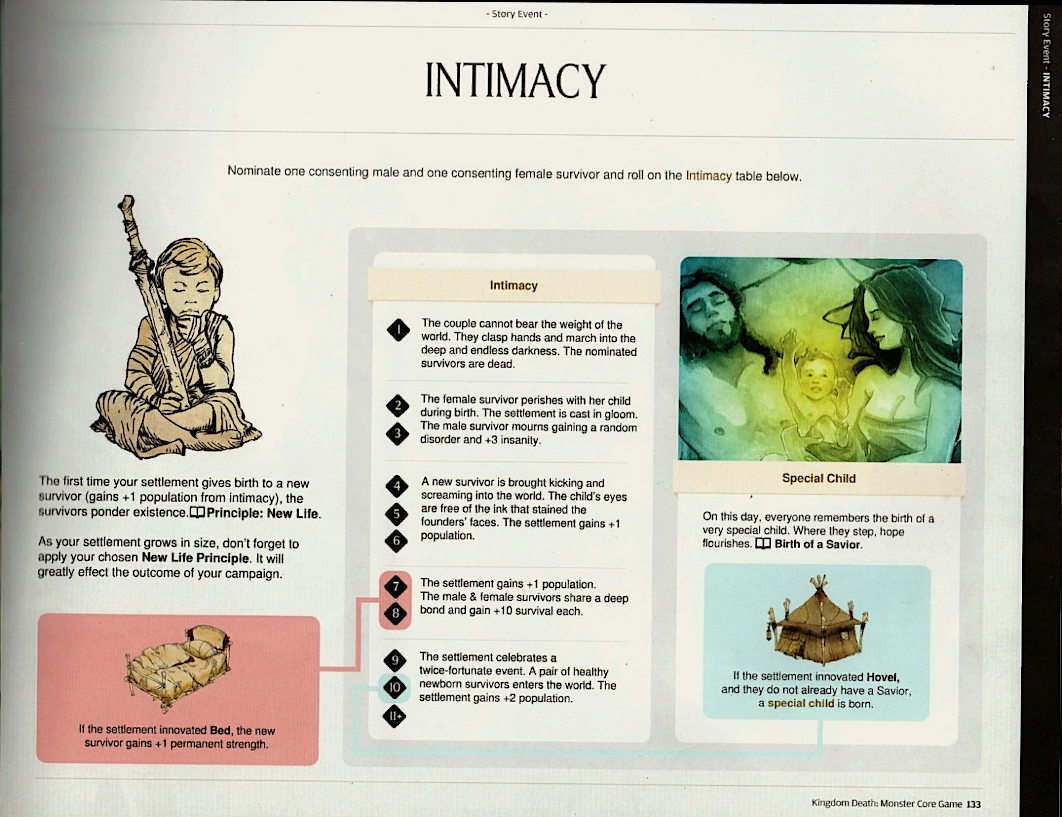 - Story Event -
Story Event - INTIMACY
INTIMACY
Nominate one consenting male and one consenting female survivor and roll on the Intimacy table below.
The first time your settlement gives birth to a new
survivor (gains +1 population from intimacy), the
survivors ponder existence. Principle: New Life.
As your settlement grows in size, don't forget to
apply your chosen New Life Principle. It will
greatly effect the outcome of your campaign.
If the settlement innovated Bed, the new
survivor gains +1 permanent strength.
Intimacy
1
The couple cannot bear the weight of the
world. They clasp hands and march into the
deep and endless darkness. The nominated
survivors are dead.
2
3
The female survivor perishes with her child
during birth. The settlement is cast in gloom.
The male survivor mourns gaining a random
disorder and +3 insanity.
4
5
6
A new survivor is brought kicking and
screaming into the world. The child's eyes
are free of the ink that stained the
founders' faces. The settlement gains +1
population.
7
8
The settlement gains +1 population.
The male & female survivors share a deep
bond and gain +10 survival each.
9
10
11+
The settlement celebrates a
twice-fortunate event. A pair of healthy
newborn survivors enters the world. The
settlement gains +2 population.
Special Child
On this day, everyone remembers the birth of a
very special child. Where they step, hope
flourishes. Birth of a Savior.
If the settlement innovated Hovel,
and they do not already have a Savior,
a special child is born.
Kingdom Death: Monster Core Game 133